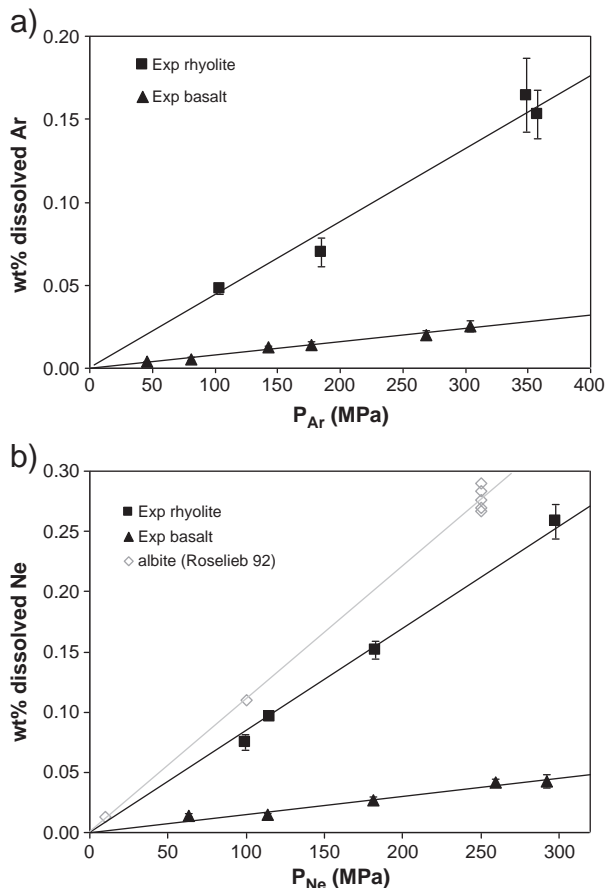 a)
0.20
0.15
0.10
0.05
0.00
wt% dissolved Ar
Exp rhyolite
Exp basalt
0 50 100 150 200 250 300 350 400
P_Ar (MPa)
b)
0.30
0.25
0.20
0.15
0.10
0.05
0.00
wt% dissolved Ne
Exp rhyolite
Exp basalt
albite (Roselieb 92)
0 50 100 150 200 250 300
P_Ne (MPa)